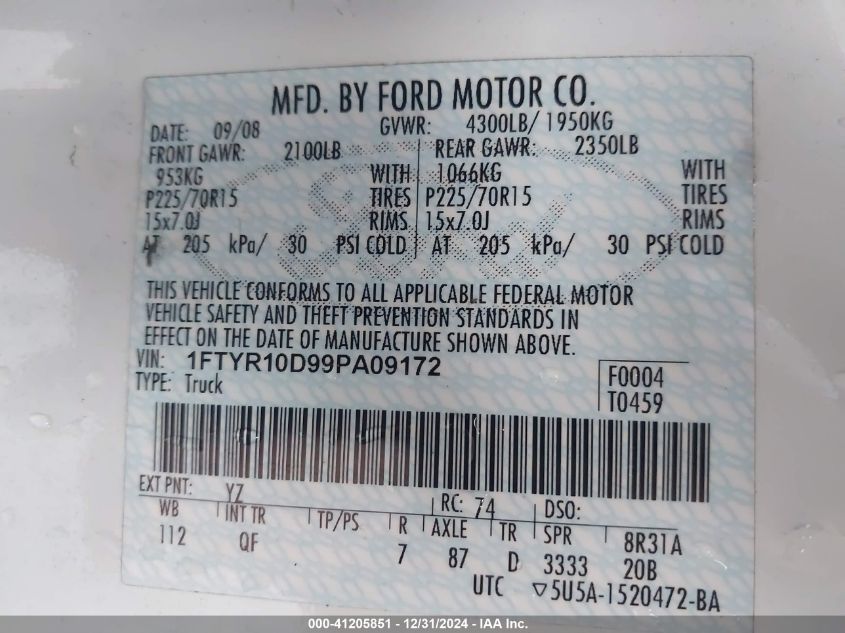 MFD. BY FORD MOTOR CO.
DATE: 09/08 GVWR: 4300LB/ 1950KG
FRONT GAWR: 2100LB REAR GAWR: 2350LB
953KG WITH 1066KG WITH
P225/70R15 TIRES P225/70R15 TIRES
15x7.0J RIMS 15x7.0J RIMS
AT 205 kPa/ 30 PSI COLD AT 205 kPa/ 30 PSI COLD
THIS VEHICLE CONFORMS TO ALL APPLICABLE FEDERAL MOTOR
VEHICLE SAFETY AND THEFT PREVENTION STANDARDS IN
EFFECT ON THE DATE OF MANUFACTURE SHOWN ABOVE.
VIN: 1FTYR10D99PA09172 F0004
TYPE: Truck T0459
EXT PNT: YZ RC: 74 DSO:
WB INT TR TP/PS R AXLE TR SPR 8R31A
112 QF 7 87 D 3333 20B
UTC ▽5U5A-1520472-BA
000-41205851 - 12/31/2024 - IAAI Inc.